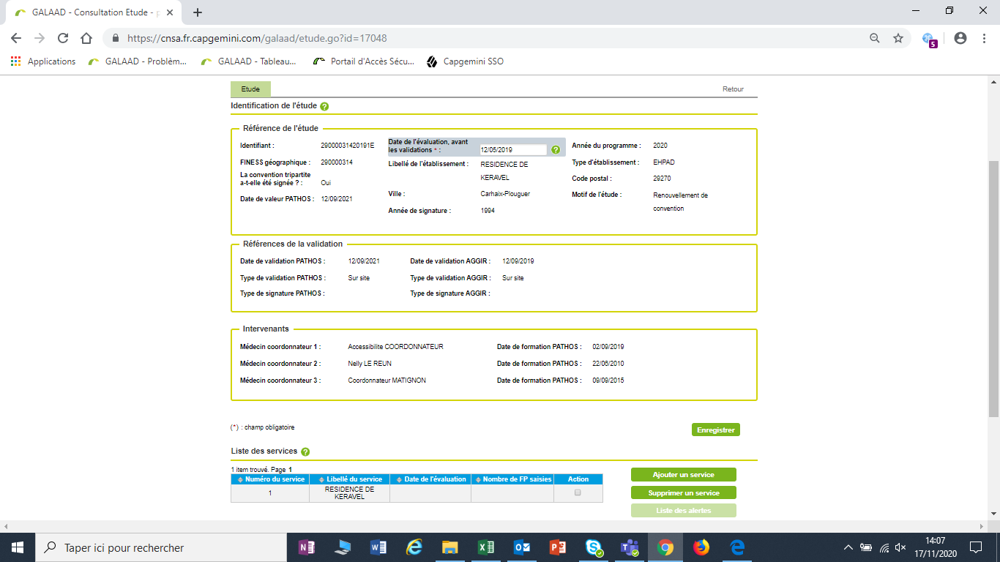 GALAAD - Consultation Etude - p
https://cnsa.fr.capgemini.com/galaad/etude.go?id=17048
5
Applications
GALAAD - Problèm...
GALAAD - Tableau...
Portail d'Accès Sécu...
Capgemini SSO
Etude
Retour
Identification de l'étude ?
Référence de l'étude
Identifiant : 29000031420191E
Date de l'évaluation, avant
les validations * : 12/05/2019 ?
Année du programme : 2020
FINESS géographique : 290000314
Libellé de l'établissement : RESIDENCE DE
KERAVEL
Type d'établissement : EHPAD
La convention tripartite
a-t-elle été signée ? : Oui
Code postal : 29270
Date de valeur PATHOS : 12/09/2021
Ville : Carhaix-Plouguer
Motif de l'étude : Renouvellement de
convention
Année de signature : 1994
Références de la validation
Date de validation PATHOS : 12/09/2021 Date de validation AGGIR : 12/09/2019
Type de validation PATHOS : Sur site Type de validation AGGIR : Sur site
Type de signature PATHOS : Type de signature AGGIR :
Intervenants
Médecin coordonnateur 1 : Accessibilite COORDONNATEUR Date de formation PATHOS : 02/09/2019
Médecin coordonnateur 2 : Nelly LE REUN Date de formation PATHOS : 22/06/2010
Médecin coordonnateur 3 : Coordonnateur MATIGNON Date de formation PATHOS : 09/09/2015
(*) : champ obligatoire
Enregistrer
Liste des services ?
1 item trouvé. Page 1
Numéro du service Libellé du service Date de l'évaluation Nombre de FP saisies Action
1 RESIDENCE DE
KERAVEL
Ajouter un service
Supprimer un service
Liste des alertes
Taper ici pour rechercher
14:07
17/11/2020